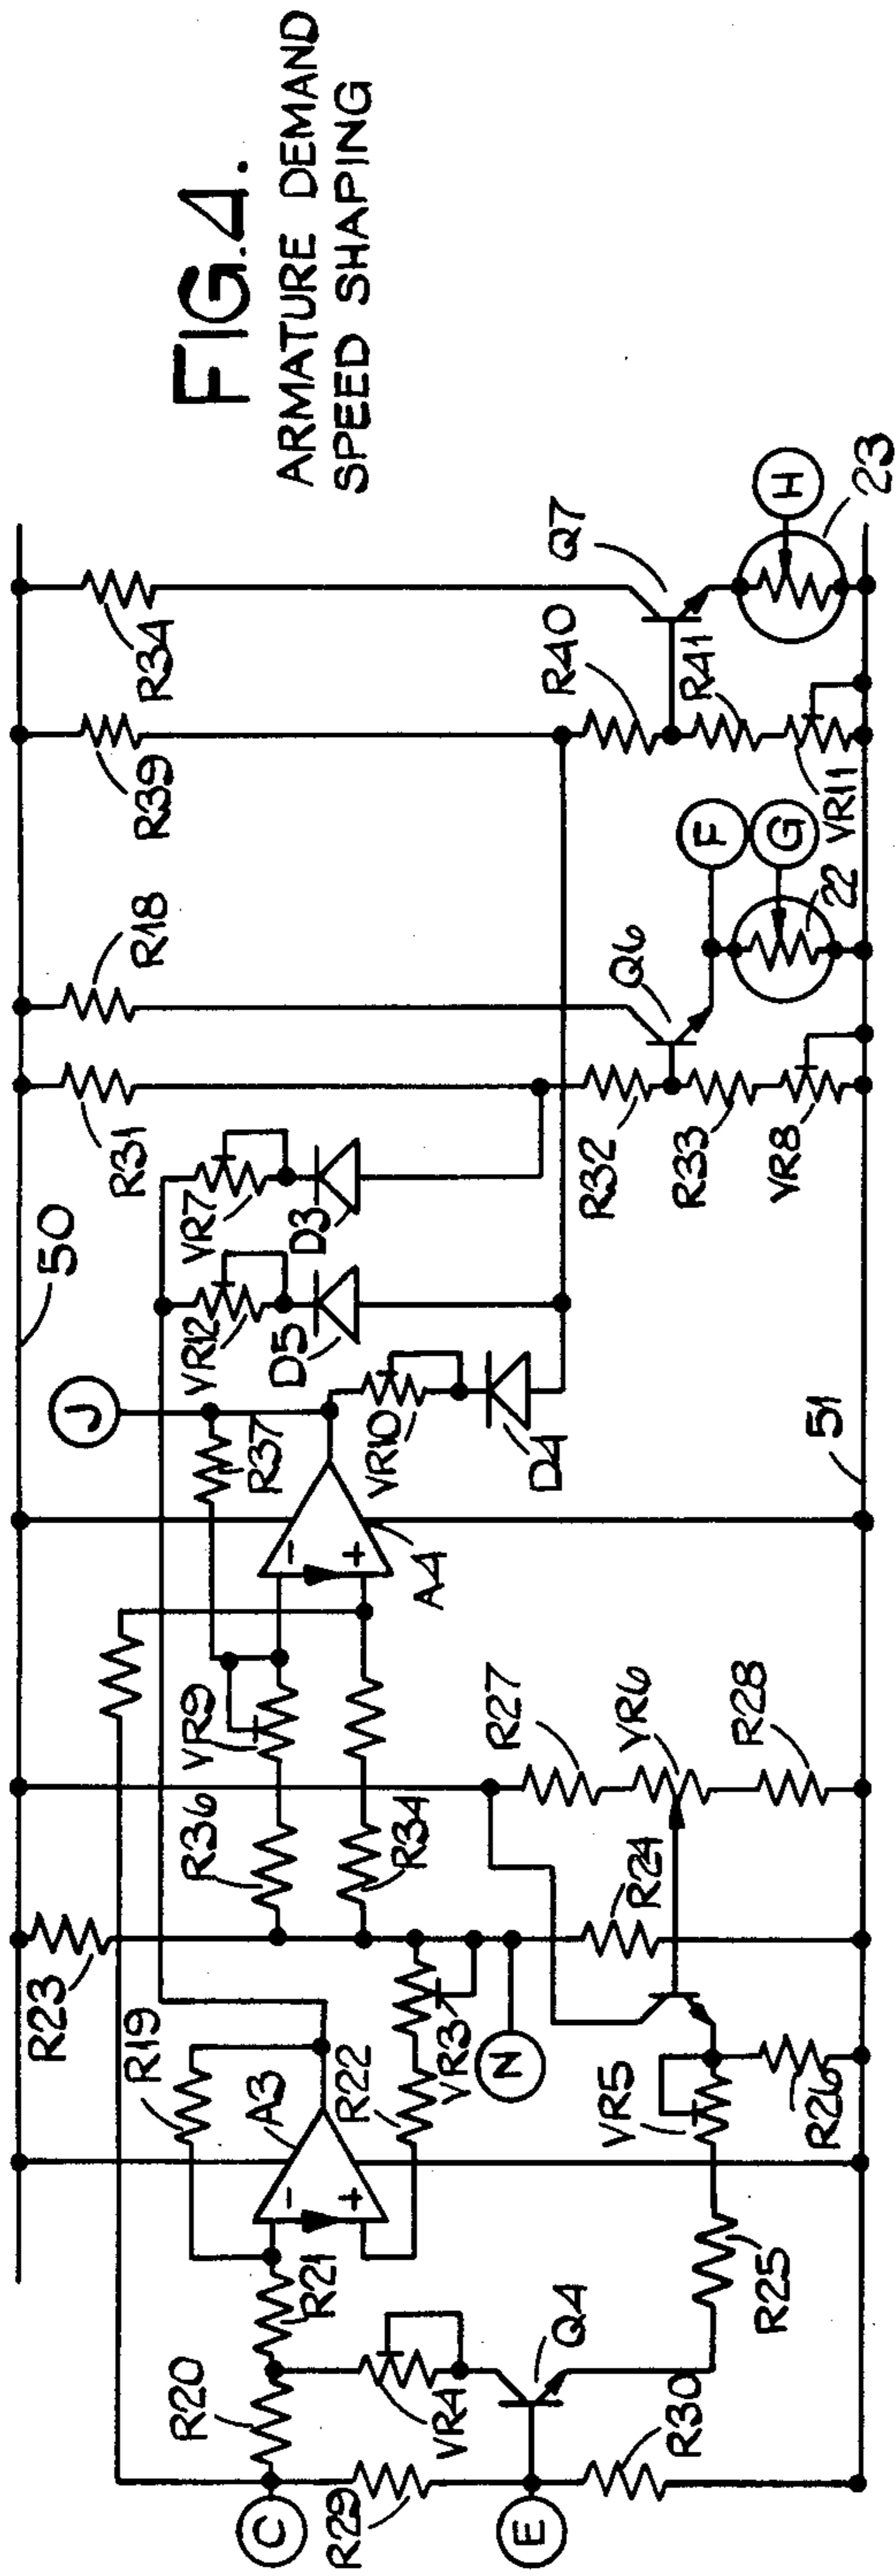 FIG.4.
ARMATURE DEMAND
SPEED SHAPING
50
J
R23
R19
A3
R22
VR3
N
R20
R21
C
R29
E
VR4
Q4
R30
R25
VR5
R26
R24
R27
VR6
R28
R36
VR9
R34
R37
A4
VR10
D4
VR12
D5
VR7
D3
R31
R18
R32
R33
VR8
Q6
F
G
22
R39
R34
R40
R41
VR11
Q7
H
23
51
-
+
-
+